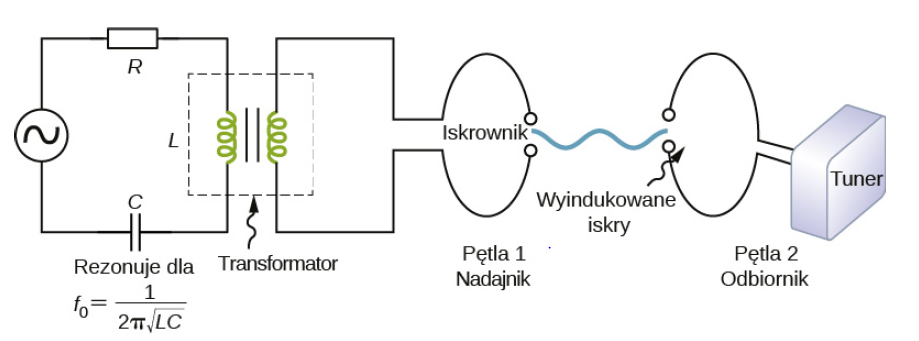 R
L
Iskrownik
Tuner
C
Wyindukowane
iskry
Rezonuje dla
Transformator
f₀ = 1 / 2π√LC
Pętla 1
Nadajnik
Pętla 2
Odbiornik